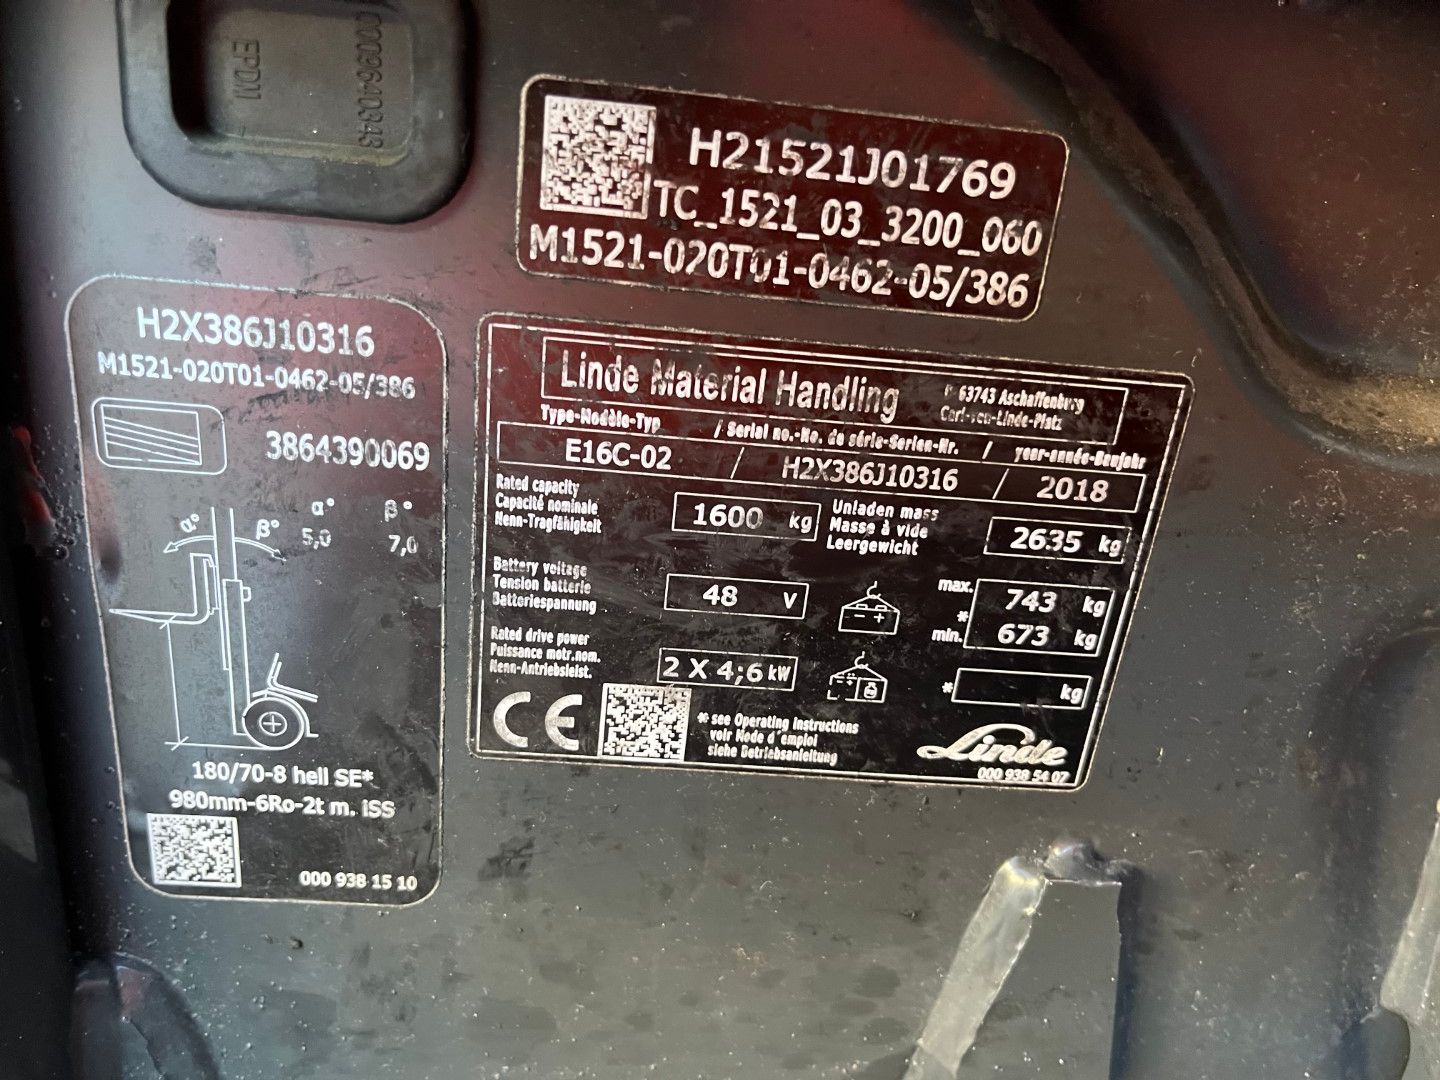 0009640343
EPDM
H21521J01769
TC_1521_03_3200_060
M1521-020T01-0462-05/386
H2X386J10316
M1521-020T01-0462-05/386
3864390069
α° β° α° β°
5,0 7,0
180/70-8 hell SE*
980mm-6Ro-2t m. iSS
000 938 15 10
Linde Material Handling
63743 Aschaffenburg
Carl-von-Linde-Platz
Type-Modèle-Typ / Serial no.-No. de série-Serien-Nr. / year-année-Baujahr
E16C-02 / H2X386J10316 / 2018
Rated capacity
Capacité nominale
Nenn-Tragfähigkeit
1600 kg
Unladen mass
Masse à vide
Leergewicht
2635 kg
Battery voltage
Tension batterie
Batteriespannung
48 V
- +
max. 743 kg
*
min. 673 kg
Rated drive power
Puissance motr.nom.
Nenn-Antriebsleist.
2 X 4;6 kW
* kg
CE
* see Operating Instructions
voir Mode d'emploi
siehe Betriebsanleitung
Linde
000 938 54 07